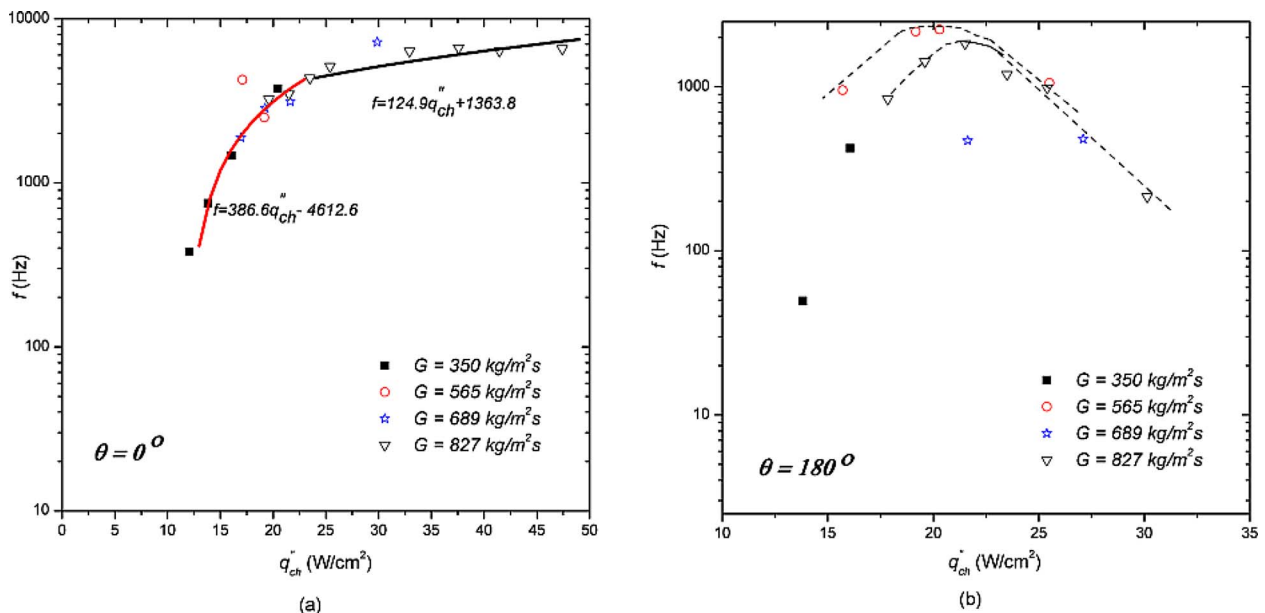 10000
1000
100
10
f (Hz)
f=124.9q"ch+1363.8
f=386.6q"ch- 4612.6
G = 350 kg/m²s
G = 565 kg/m²s
G = 689 kg/m²s
G = 827 kg/m²s
θ = 0°
0 5 10 15 20 25 30 35 40 45 50
q"ch (W/cm²)
(a)
1000
100
10
f (Hz)
G = 350 kg/m²s
G = 565 kg/m²s
G = 689 kg/m²s
G = 827 kg/m²s
θ = 180°
10 15 20 25 30 35
q"ch (W/cm²)
(b)